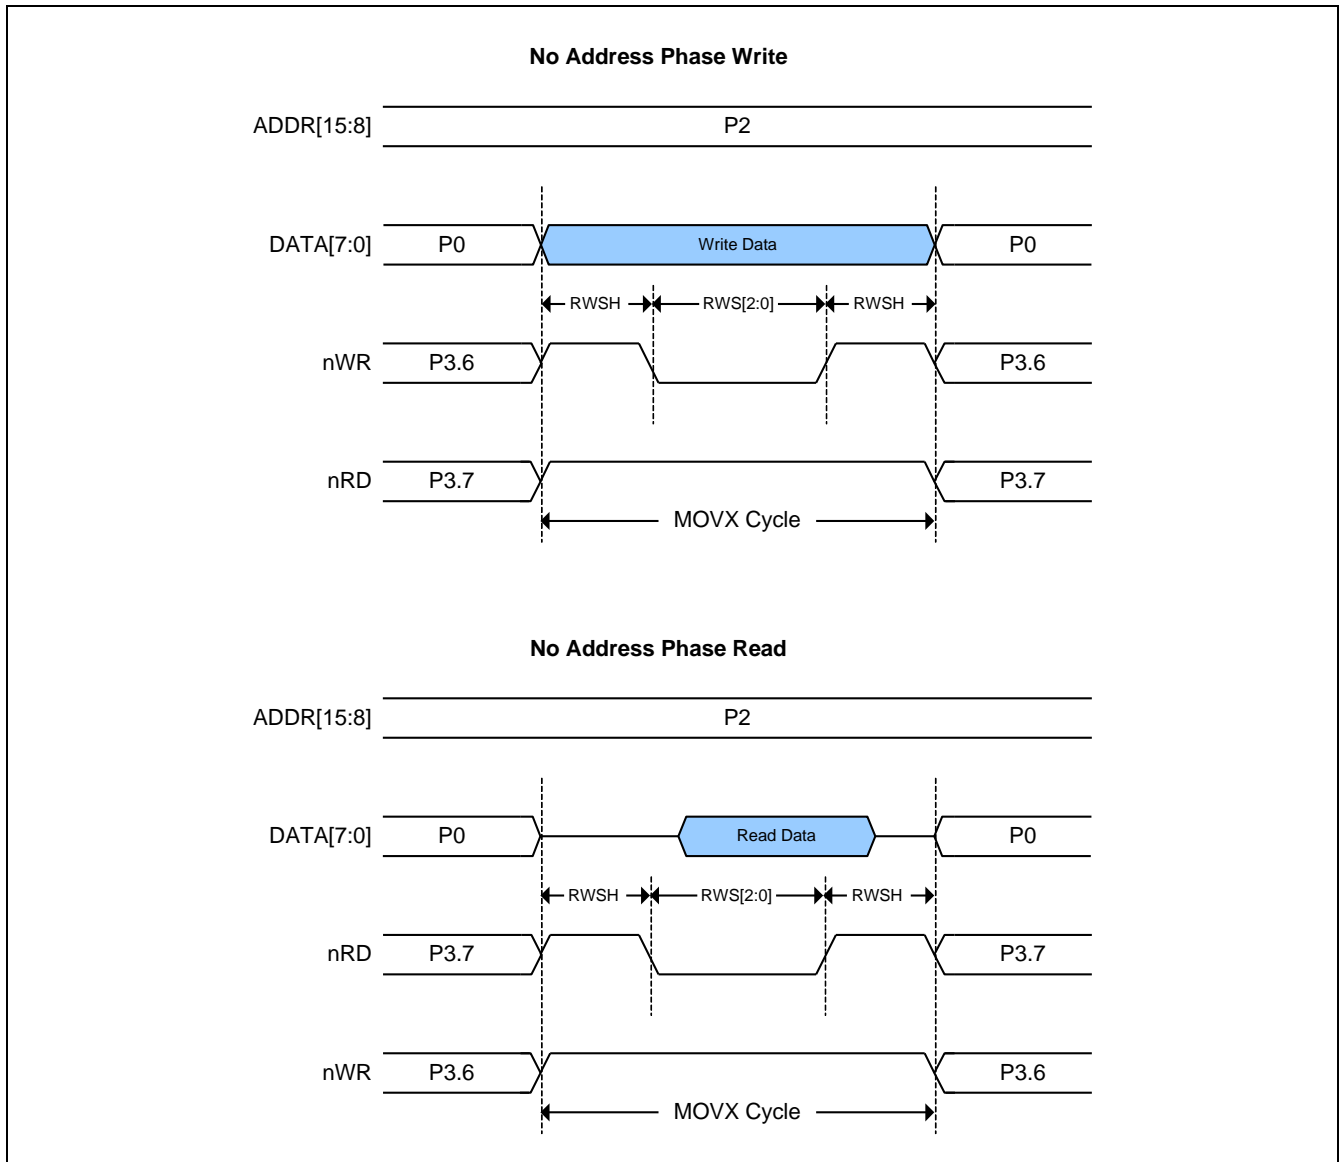 No Address Phase Write
ADDR[15:8] P2
DATA[7:0] P0 Write Data P0
RWSH RWS[2:0] RWSH
nWR P3.6 P3.6
nRD P3.7 P3.7
MOVX Cycle
No Address Phase Read
ADDR[15:8] P2
DATA[7:0] P0 Read Data P0
RWSH RWS[2:0] RWSH
nRD P3.7 P3.7
nWR P3.6 P3.6
MOVX Cycle